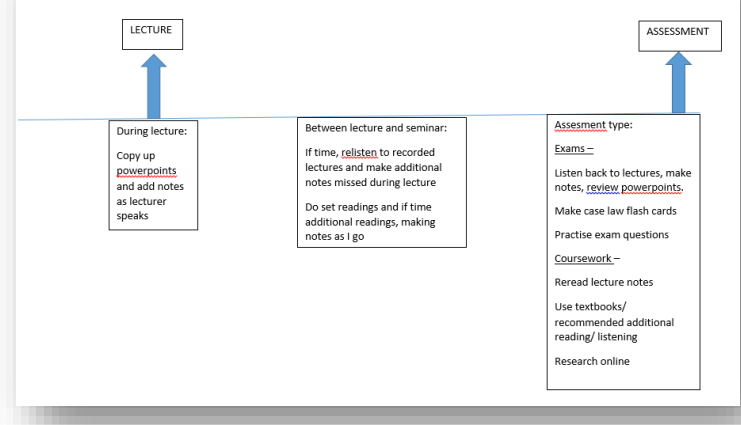 LECTURE
ASSESSMENT
During lecture:
Copy up
powerpoints
and add notes
as lecturer
speaks
Between lecture and seminar:
If time, relisten to recorded
lectures and make additional
notes missed during lecture
Do set readings and if time
additional readings, making
notes as I go
Assesment type:
Exams –
Listen back to lectures, make
notes, review powerpoints.
Make case law flash cards
Practise exam questions
Coursework –
Reread lecture notes
Use textbooks/
recommended additional
reading/ listening
Research online